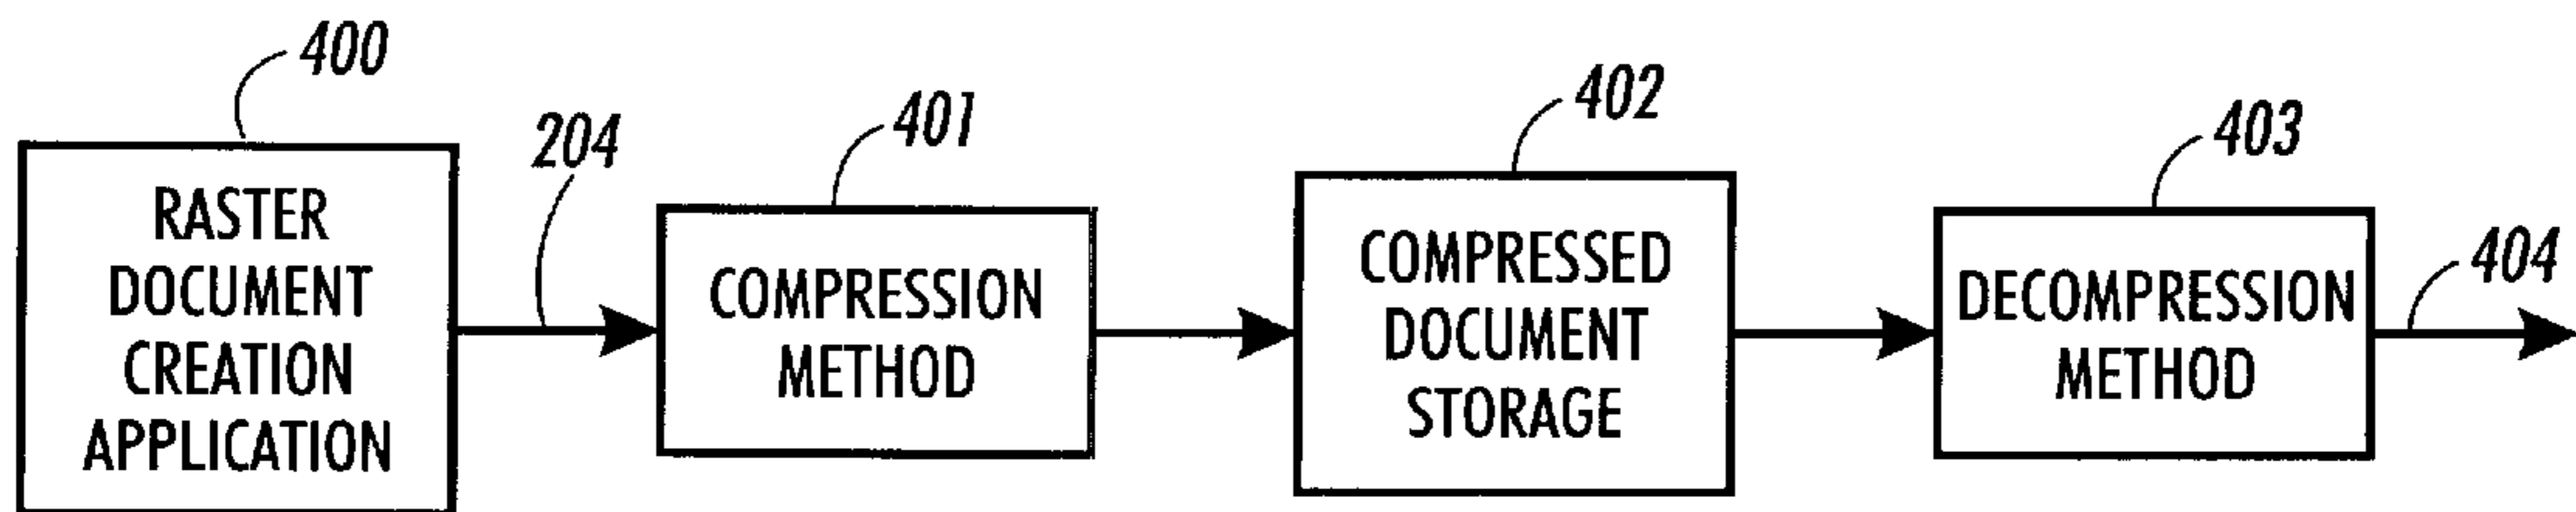 400
RASTER
DOCUMENT
CREATION
APPLICATION
204
401
COMPRESSION
METHOD
402
COMPRESSED
DOCUMENT
STORAGE
403
DECOMPRESSION
METHOD
404